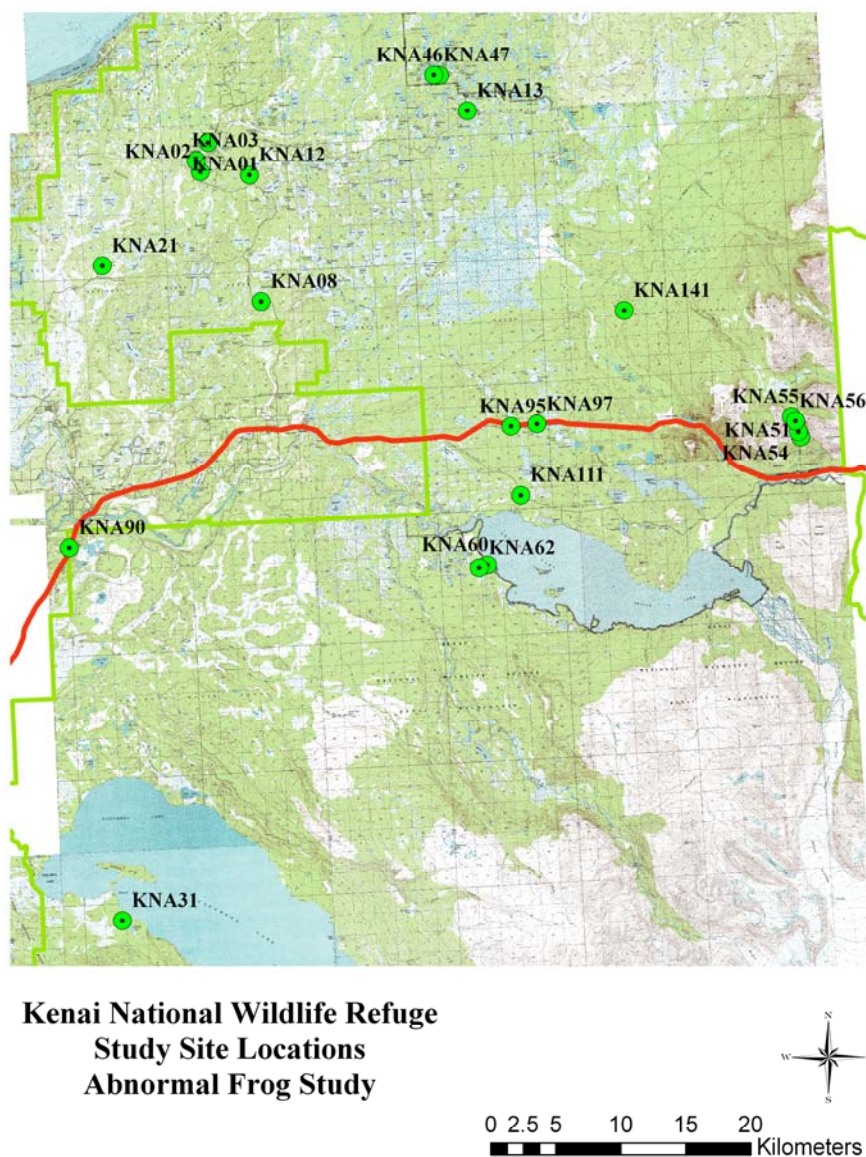 KNA46 KNA47
KNA13
KNA03
KNA02
KNA01 KNA12
KNA21
KNA08
KNA141
KNA55 KNA56
KNA95 KNA97
KNA51
KNA54
KNA111
KNA90
KNA60 KNA62
KNA31
Kenai National Wildlife Refuge
Study Site Locations
Abnormal Frog Study
N
W E
S
0 2.5 5 10 15 20
Kilometers